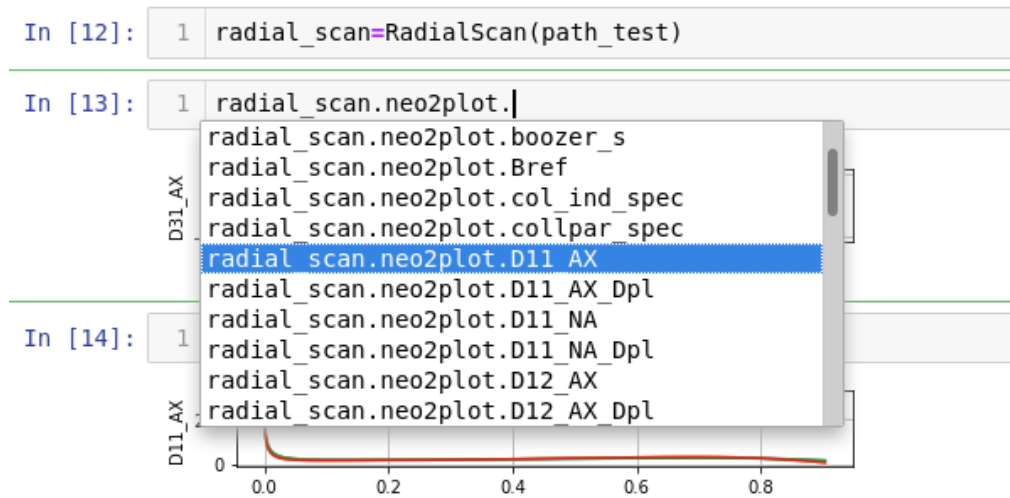 In [12]: 1 radial_scan=RadialScan(path_test)
In [13]: 1 radial_scan.neo2plot.
radial_scan.neo2plot.boozer_s
radial_scan.neo2plot.Bref
radial_scan.neo2plot.col_ind_spec
radial_scan.neo2plot.collpar_spec
radial_scan.neo2plot.D11_AX
radial_scan.neo2plot.D11_AX_Dpl
radial_scan.neo2plot.D11_NA
radial_scan.neo2plot.D11_NA_Dpl
radial_scan.neo2plot.D12_AX
radial_scan.neo2plot.D12_AX_Dpl
D31_AX
In [14]: 1
D11_AX
0
0.0 0.2 0.4 0.6 0.8